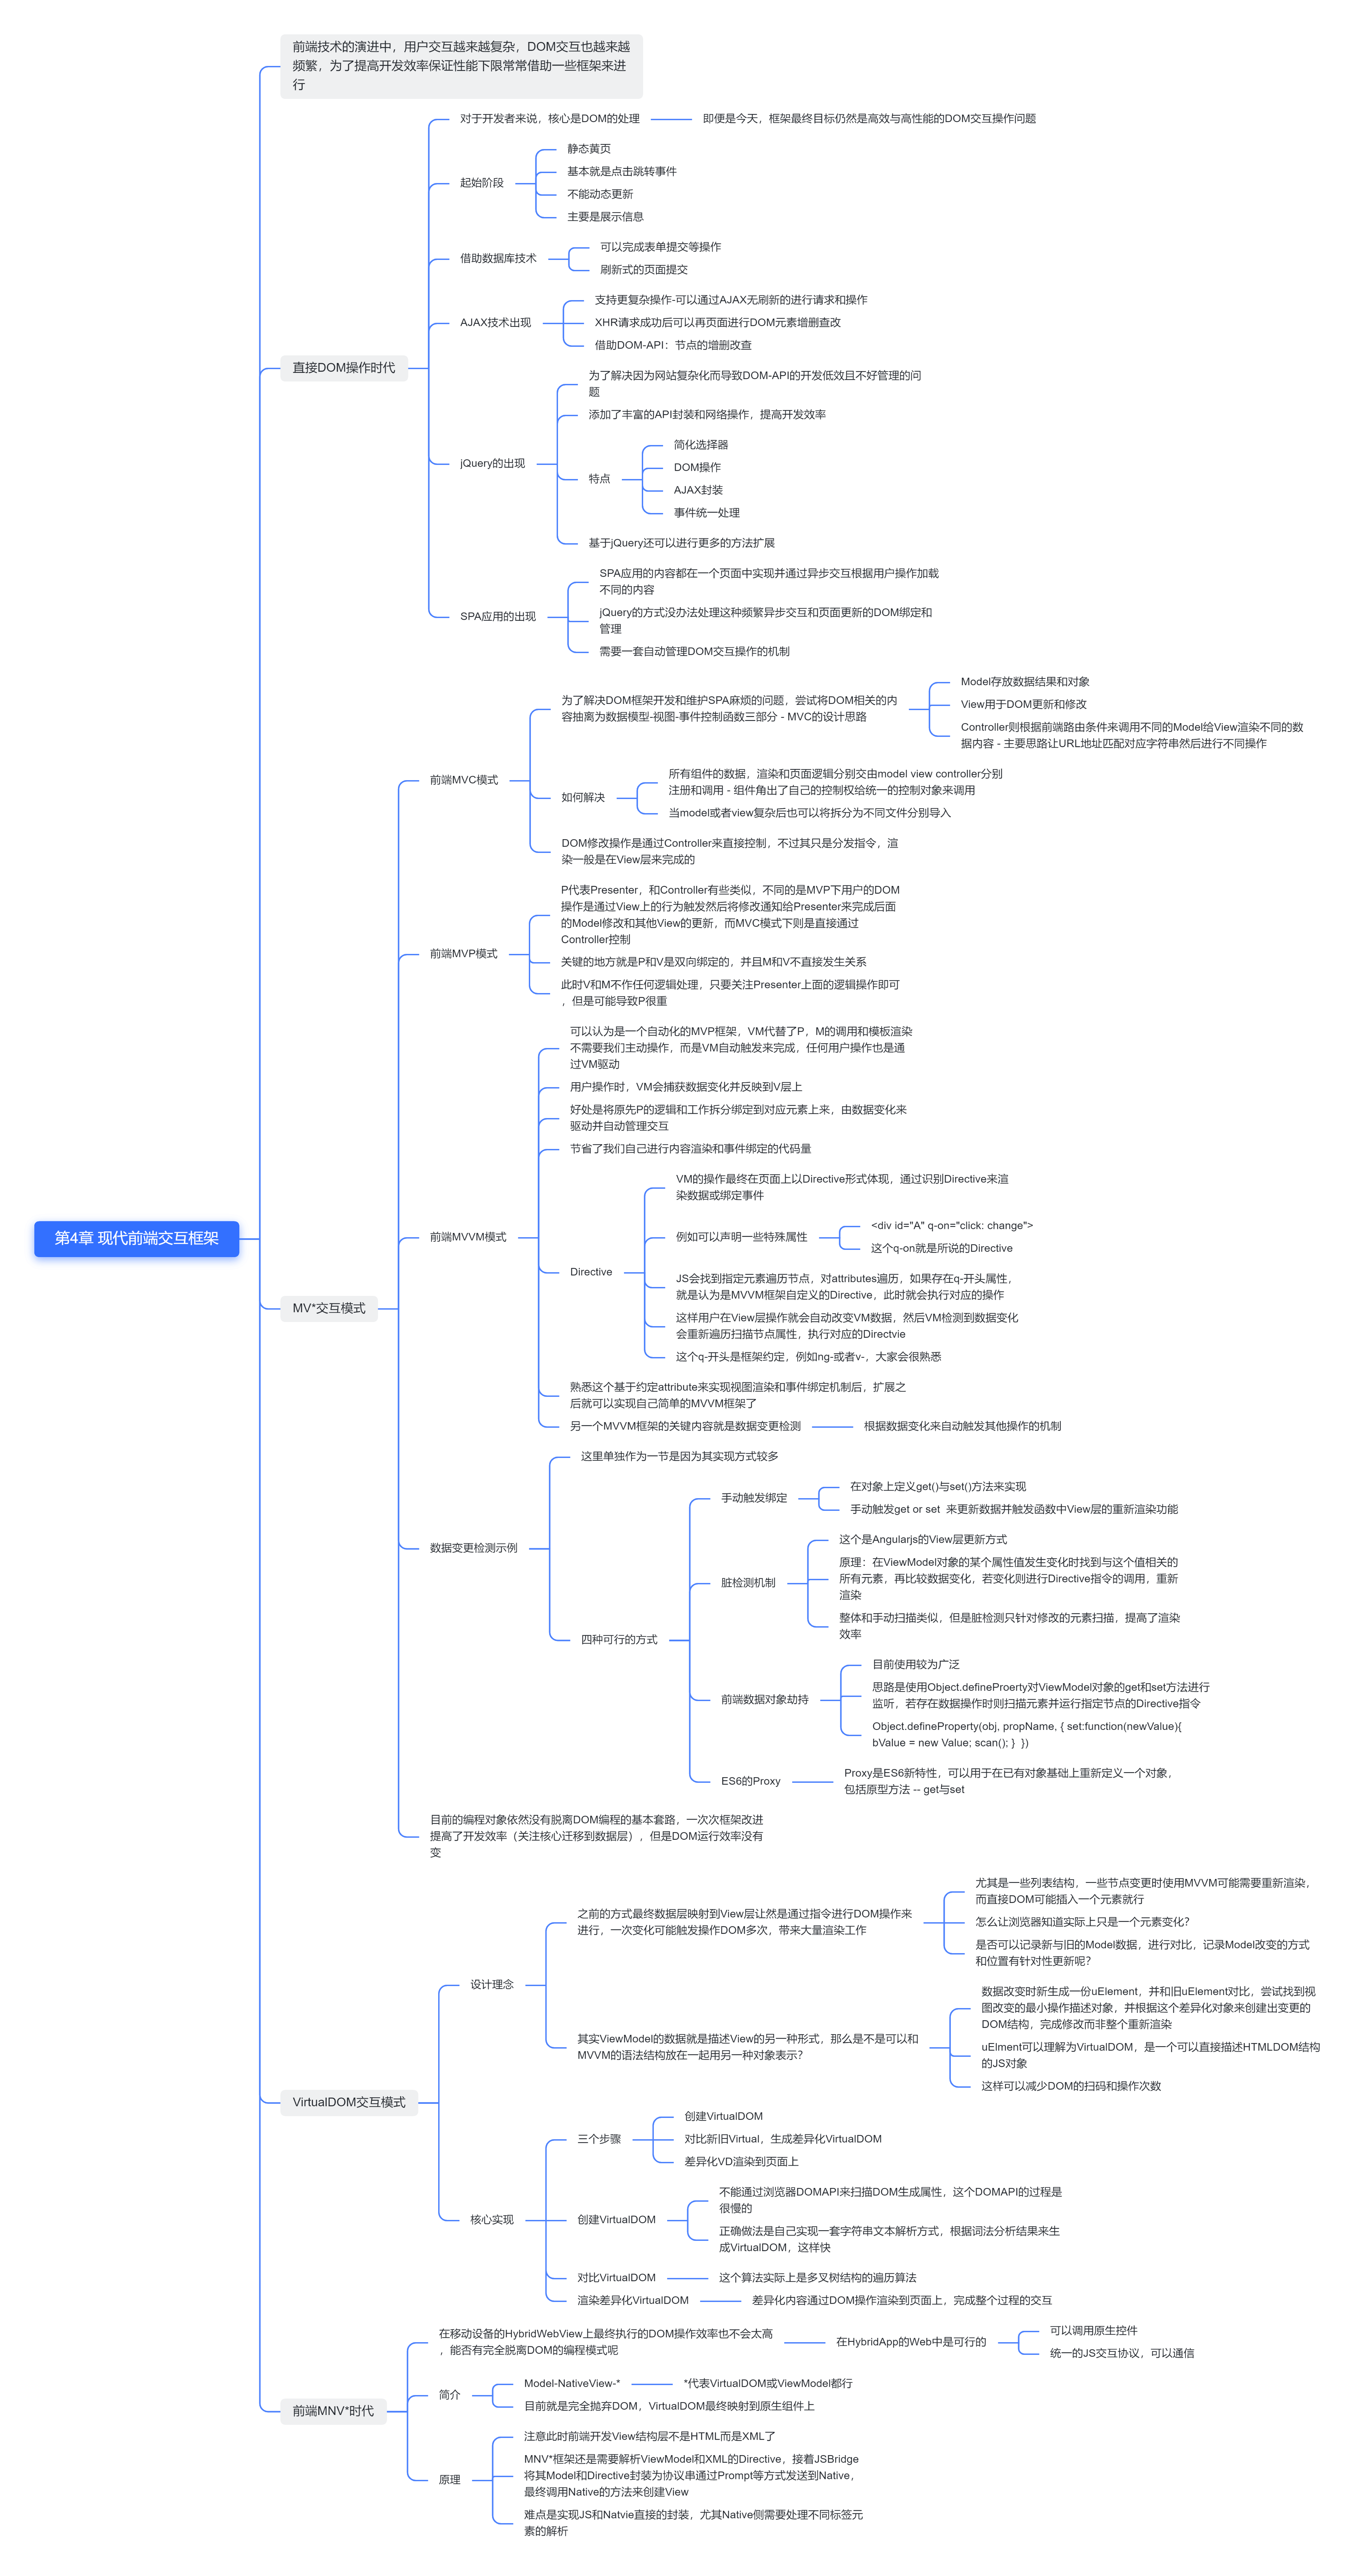 第4章 现代前端交互框架
前端技术的演进中，用户交互越来越复杂，DOM交互也越来越
频繁，为了提高开发效率保证性能下限常常借助一些框架来进
行
直接DOM操作时代
对于开发者来说，核心是DOM的处理
即便是今天，框架最终目标仍然是高效与高性能的DOM交互操作问题
起始阶段
静态黄页
基本就是点击跳转事件
不能动态更新
主要是展示信息
借助数据库技术
可以完成表单提交等操作
刷新式的页面提交
AJAX技术出现
支持更复杂操作-可以通过AJAX无刷新的进行请求和操作
XHR请求成功后可以再页面进行DOM元素增删查改
借助DOM-API：节点的增删改查
jQuery的出现
为了解决因为网站复杂化而导致DOM-API的开发低效且不好管理的问
题
添加了丰富的API封装和网络操作，提高开发效率
特点
简化选择器
DOM操作
AJAX封装
事件统一处理
基于jQuery还可以进行更多的方法扩展
SPA应用的出现
SPA应用的内容都在一个页面中实现并通过异步交互根据用户操作加载
不同的内容
jQuery的方式没办法处理这种频繁异步交互和页面更新的DOM绑定和
管理
需要一套自动管理DOM交互操作的机制
MV*交互模式
前端MVC模式
为了解决DOM框架开发和维护SPA麻烦的问题，尝试将DOM相关的内
容抽离为数据模型-视图-事件控制函数三部分 - MVC的设计思路
Model存放数据结果和对象
View用于DOM更新和修改
Controller则根据前端路由条件来调用不同的Model给View渲染不同的数
据内容 - 主要思路让URL地址匹配对应字符串然后进行不同操作
如何解决
所有组件的数据，渲染和页面逻辑分别交由model view controller分别
注册和调用 - 组件角出了自己的控制权给统一的控制对象来调用
当model或者view复杂后也可以将拆分为不同文件分别导入
DOM修改操作是通过Controller来直接控制，不过其只是分发指令，渲
染一般是在View层来完成的
前端MVP模式
P代表Presenter，和Controller有些类似，不同的是MVP下用户的DOM
操作是通过View上的行为触发然后将修改通知给Presenter来完成后面
的Model修改和其他View的更新，而MVC模式下则是直接通过
Controller控制
关键的地方就是P和V是双向绑定的，并且M和V不直接发生关系
此时V和M不作任何逻辑处理，只要关注Presenter上面的逻辑操作即可
，但是可能导致P很重
前端MVVM模式
可以认为是一个自动化的MVP框架，VM代替了P，M的调用和模板渲染
不需要我们主动操作，而是VM自动触发来完成，任何用户操作也是通
过VM驱动
用户操作时，VM会捕获数据变化并反映到V层上
好处是将原先P的逻辑和工作拆分绑定到对应元素上来，由数据变化来
驱动并自动管理交互
节省了我们自己进行内容渲染和事件绑定的代码量
Directive
VM的操作最终在页面上以Directive形式体现，通过识别Directive来渲
染数据或绑定事件
例如可以声明一些特殊属性
<div id="A" q-on="click: change">
这个q-on就是所说的Directive
JS会找到指定元素遍历节点，对attributes遍历，如果存在q-开头属性，
就是认为是MVVM框架自定义的Directive，此时就会执行对应的操作
这样用户在View层操作就会自动改变VM数据，然后VM检测到数据变化
会重新遍历扫描节点属性，执行对应的Directvie
这个q-开头是框架约定，例如ng-或者v-，大家会很熟悉
熟悉这个基于约定attribute来实现视图渲染和事件绑定机制后，扩展之
后就可以实现自己简单的MVVM框架了
另一个MVVM框架的关键内容就是数据变更检测
根据数据变化来自动触发其他操作的机制
数据变更检测示例
这里单独作为一节是因为其实现方式较多
四种可行的方式
手动触发绑定
在对象上定义get()与set()方法来实现
手动触发get or set  来更新数据并触发函数中View层的重新渲染功能
脏检测机制
这个是Angularjs的View层更新方式
原理：在ViewModel对象的某个属性值发生变化时找到与这个值相关的
所有元素，再比较数据变化，若变化则进行Directive指令的调用，重新
渲染
整体和手动扫描类似，但是脏检测只针对修改的元素扫描，提高了渲染
效率
前端数据对象劫持
目前使用较为广泛
思路是使用Object.defineProerty对ViewModel对象的get和set方法进行
监听，若存在数据操作时则扫描元素并运行指定节点的Directive指令
Object.defineProperty(obj, propName, { set:function(newValue){
bValue = new Value; scan(); }  })
ES6的Proxy
Proxy是ES6新特性，可以用于在已有对象基础上重新定义一个对象，
包括原型方法 -- get与set
目前的编程对象依然没有脱离DOM编程的基本套路，一次次框架改进
提高了开发效率（关注核心迁移到数据层），但是DOM运行效率没有
变
VirtualDOM交互模式
设计理念
之前的方式最终数据层映射到View层让然是通过指令进行DOM操作来
进行，一次变化可能触发操作DOM多次，带来大量渲染工作
尤其是一些列表结构，一些节点变更时使用MVVM可能需要重新渲染，
而直接DOM可能插入一个元素就行
怎么让浏览器知道实际上只是一个元素变化？
是否可以记录新与旧的Model数据，进行对比，记录Model改变的方式
和位置有针对性更新呢？
其实ViewModel的数据就是描述View的另一种形式，那么是不是可以和
MVVM的语法结构放在一起用另一种对象表示？
数据改变时新生成一份uElement，并和旧uElement对比，尝试找到视
图改变的最小操作描述对象，并根据这个差异化对象来创建出变更的
DOM结构，完成修改而非整个重新渲染
uElment可以理解为VirtualDOM，是一个可以直接描述HTMLDOM结构
的JS对象
这样可以减少DOM的扫码和操作次数
核心实现
三个步骤
创建VirtualDOM
对比新旧Virtual，生成差异化VirtualDOM
差异化VD渲染到页面上
创建VirtualDOM
不能通过浏览器DOMAPI来扫描DOM生成属性，这个DOMAPI的过程是
很慢的
正确做法是自己实现一套字符串文本解析方式，根据词法分析结果来生
成VirtualDOM，这样快
对比VirtualDOM
这个算法实际上是多叉树结构的遍历算法
渲染差异化VirtualDOM
差异化内容通过DOM操作渲染到页面上，完成整个过程的交互
前端MNV*时代
在移动设备的HybridWebView上最终执行的DOM操作效率也不会太高
，能否有完全脱离DOM的编程模式呢
在HybridApp的Web中是可行的
可以调用原生控件
统一的JS交互协议，可以通信
简介
Model-NativeView-*
*代表VirtualDOM或ViewModel都行
目前就是完全抛弃DOM，VirtualDOM最终映射到原生组件上
原理
注意此时前端开发View结构层不是HTML而是XML了
MNV*框架还是需要解析ViewModel和XML的Directive，接着JSBridge
将其Model和Directive封装为协议串通过Prompt等方式发送到Native，
最终调用Native的方法来创建View
难点是实现JS和Natvie直接的封装，尤其Native侧需要处理不同标签元
素的解析